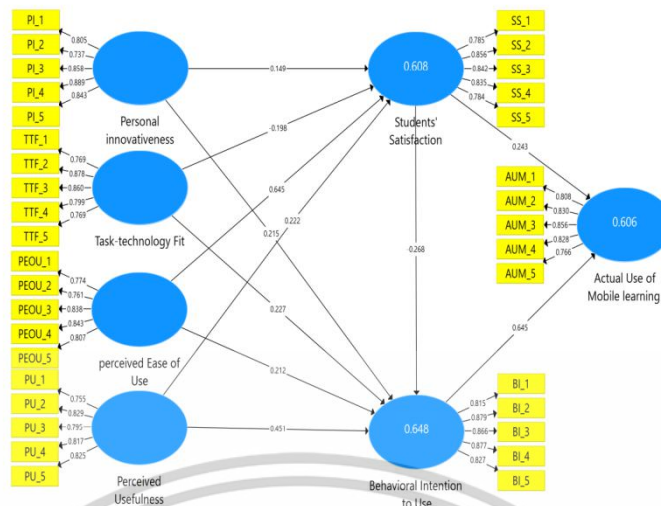 PI_1
PI_2
PI_3
PI_4
PI_5
0.805
0.737
0.858
0.889
0.843
Personal
innovativeness
TTF_1
TTF_2
TTF_3
TTF_4
TTF_5
0.769
0.878
0.860
0.799
0.769
Task-technology Fit
PEOU_1
PEOU_2
PEOU_3
PEOU_4
PEOU_5
0.774
0.761
0.838
0.843
0.807
perceived Ease of
Use
PU_1
PU_2
PU_3
PU_4
PU_5
0.755
0.829
0.795
0.817
0.825
Perceived
Usefulness
0.149
-0.198
0.645
0.222
0.215
0.227
0.212
0.451
0.608
Students'
Satisfaction
0.785
0.856
0.842
0.835
0.784
SS_1
SS_2
SS_3
SS_4
SS_5
-0.268
0.243
0.645
AUM_1
AUM_2
AUM_3
AUM_4
AUM_5
0.808
0.830
0.856
0.828
0.766
0.606
Actual Use of
Mobile learning
0.648
Behavioral Intention
to Use
0.815
0.879
0.866
0.877
0.827
BI_1
BI_2
BI_3
BI_4
BI_5